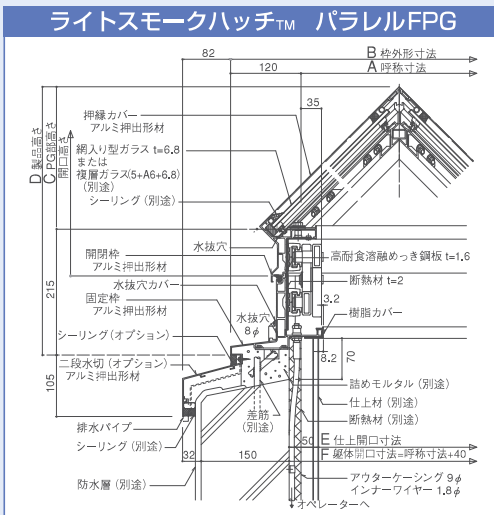 ライトスモークハッチTM パラレルFPG
82
B 枠外形寸法
120
A 呼称寸法
35
D 製品高さ
C PG部高さ
開口高さ
押縁カバー
アルミ押出形材
網入り型ガラス t=6.8
または
複層ガラス(5+A6+6.8)
(別途)
シーリング(別途)
水抜穴
開閉枠
アルミ押出形材
水抜穴カバー
固定枠
アルミ押出形材
水抜穴
8φ
シーリング(オプション)
二段水切(オプション)
アルミ押出形材
215
105
高耐食溶融めっき鋼板 t=1.6
断熱材 t=2
3.2
樹脂カバー
8.2
70
詰めモルタル(別途)
仕上材(別途)
断熱材(別途)
差筋
(別途)
排水パイプ
シーリング(別途)
50
E 仕上開口寸法
32
150
F 躯体開口寸法=呼称寸法+40
防水層(別途)
アウターケーシング 9φ
インナーワイヤー 1.8φ
オペレーターへ